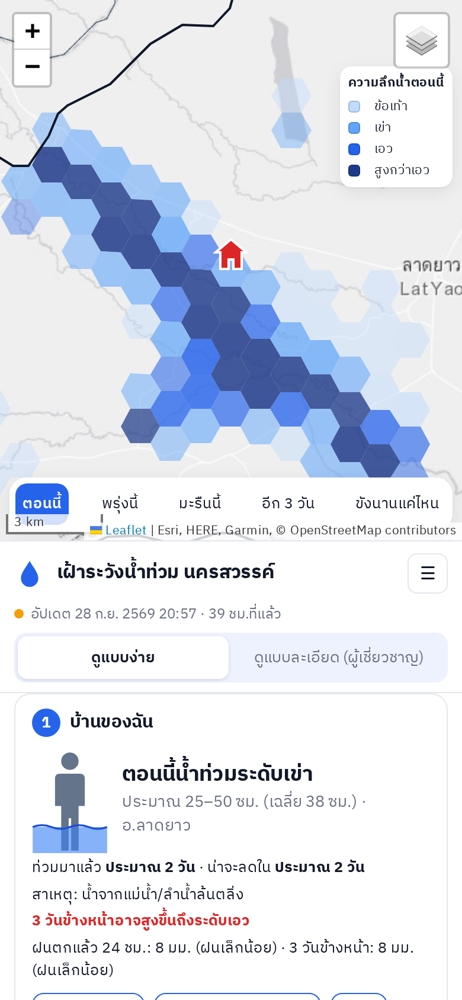 +
−
ความลึกน้ำตอนนี้
ข้อเท้า
เข่า
เอว
สูงกว่าเอว
ลาดยาว
Lat Yao
ตอนนี้
พรุ่งนี้
มะรืนนี้
อีก 3 วัน
ขังนานแค่ไหน
3 km
Leaflet | Esri, HERE, Garmin, © OpenStreetMap contributors
เฝ้าระวังน้ำท่วม นครสวรรค์
☰
อัปเดต 28 ก.ย. 2569 20:57 · 39 ชม.ที่แล้ว
ดูแบบง่าย
ดูแบบละเอียด (ผู้เชี่ยวชาญ)
1 บ้านของฉัน
ตอนนี้น้ำท่วมระดับเข่า
ประมาณ 25–50 ซม. (เฉลี่ย 38 ซม.) ·
อ.ลาดยาว
ท่วมมาแล้ว ประมาณ 2 วัน · น่าจะลดใน ประมาณ 2 วัน
สาเหตุ: น้ำจากแม่น้ำ/ลำน้ำล้นตลิ่ง
3 วันข้างหน้าอาจสูงขึ้นถึงระดับเอว
ฝนตกแล้ว 24 ชม.: 8 มม. (ฝนเล็กน้อย) · 3 วันข้างหน้า: 8 มม.
(ฝนเล็กน้อย)